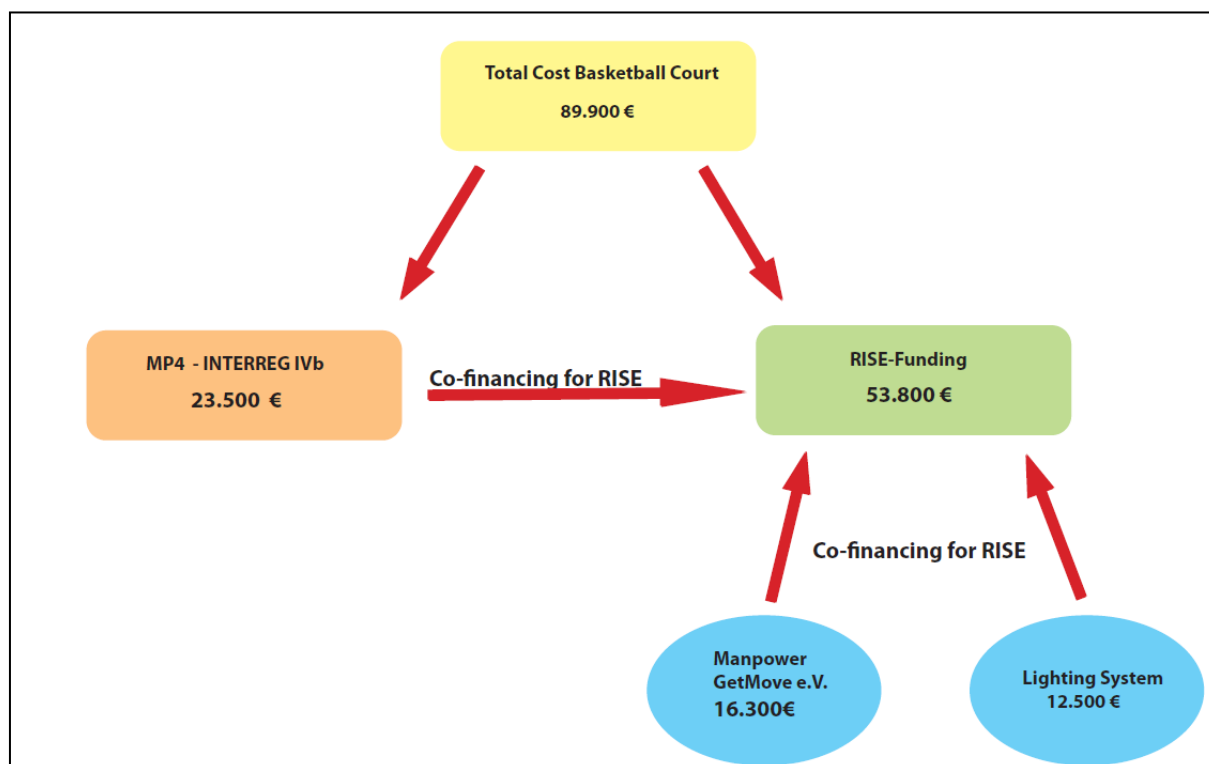 Total Cost Basketball Court
89.900 €
MP4 - INTERREG IVb
23.500 €
Co-financing for RISE
RISE-Funding
53.800 €
Co-financing for RISE
Manpower
GetMove e.V.
16.300€
Lighting System
12.500 €